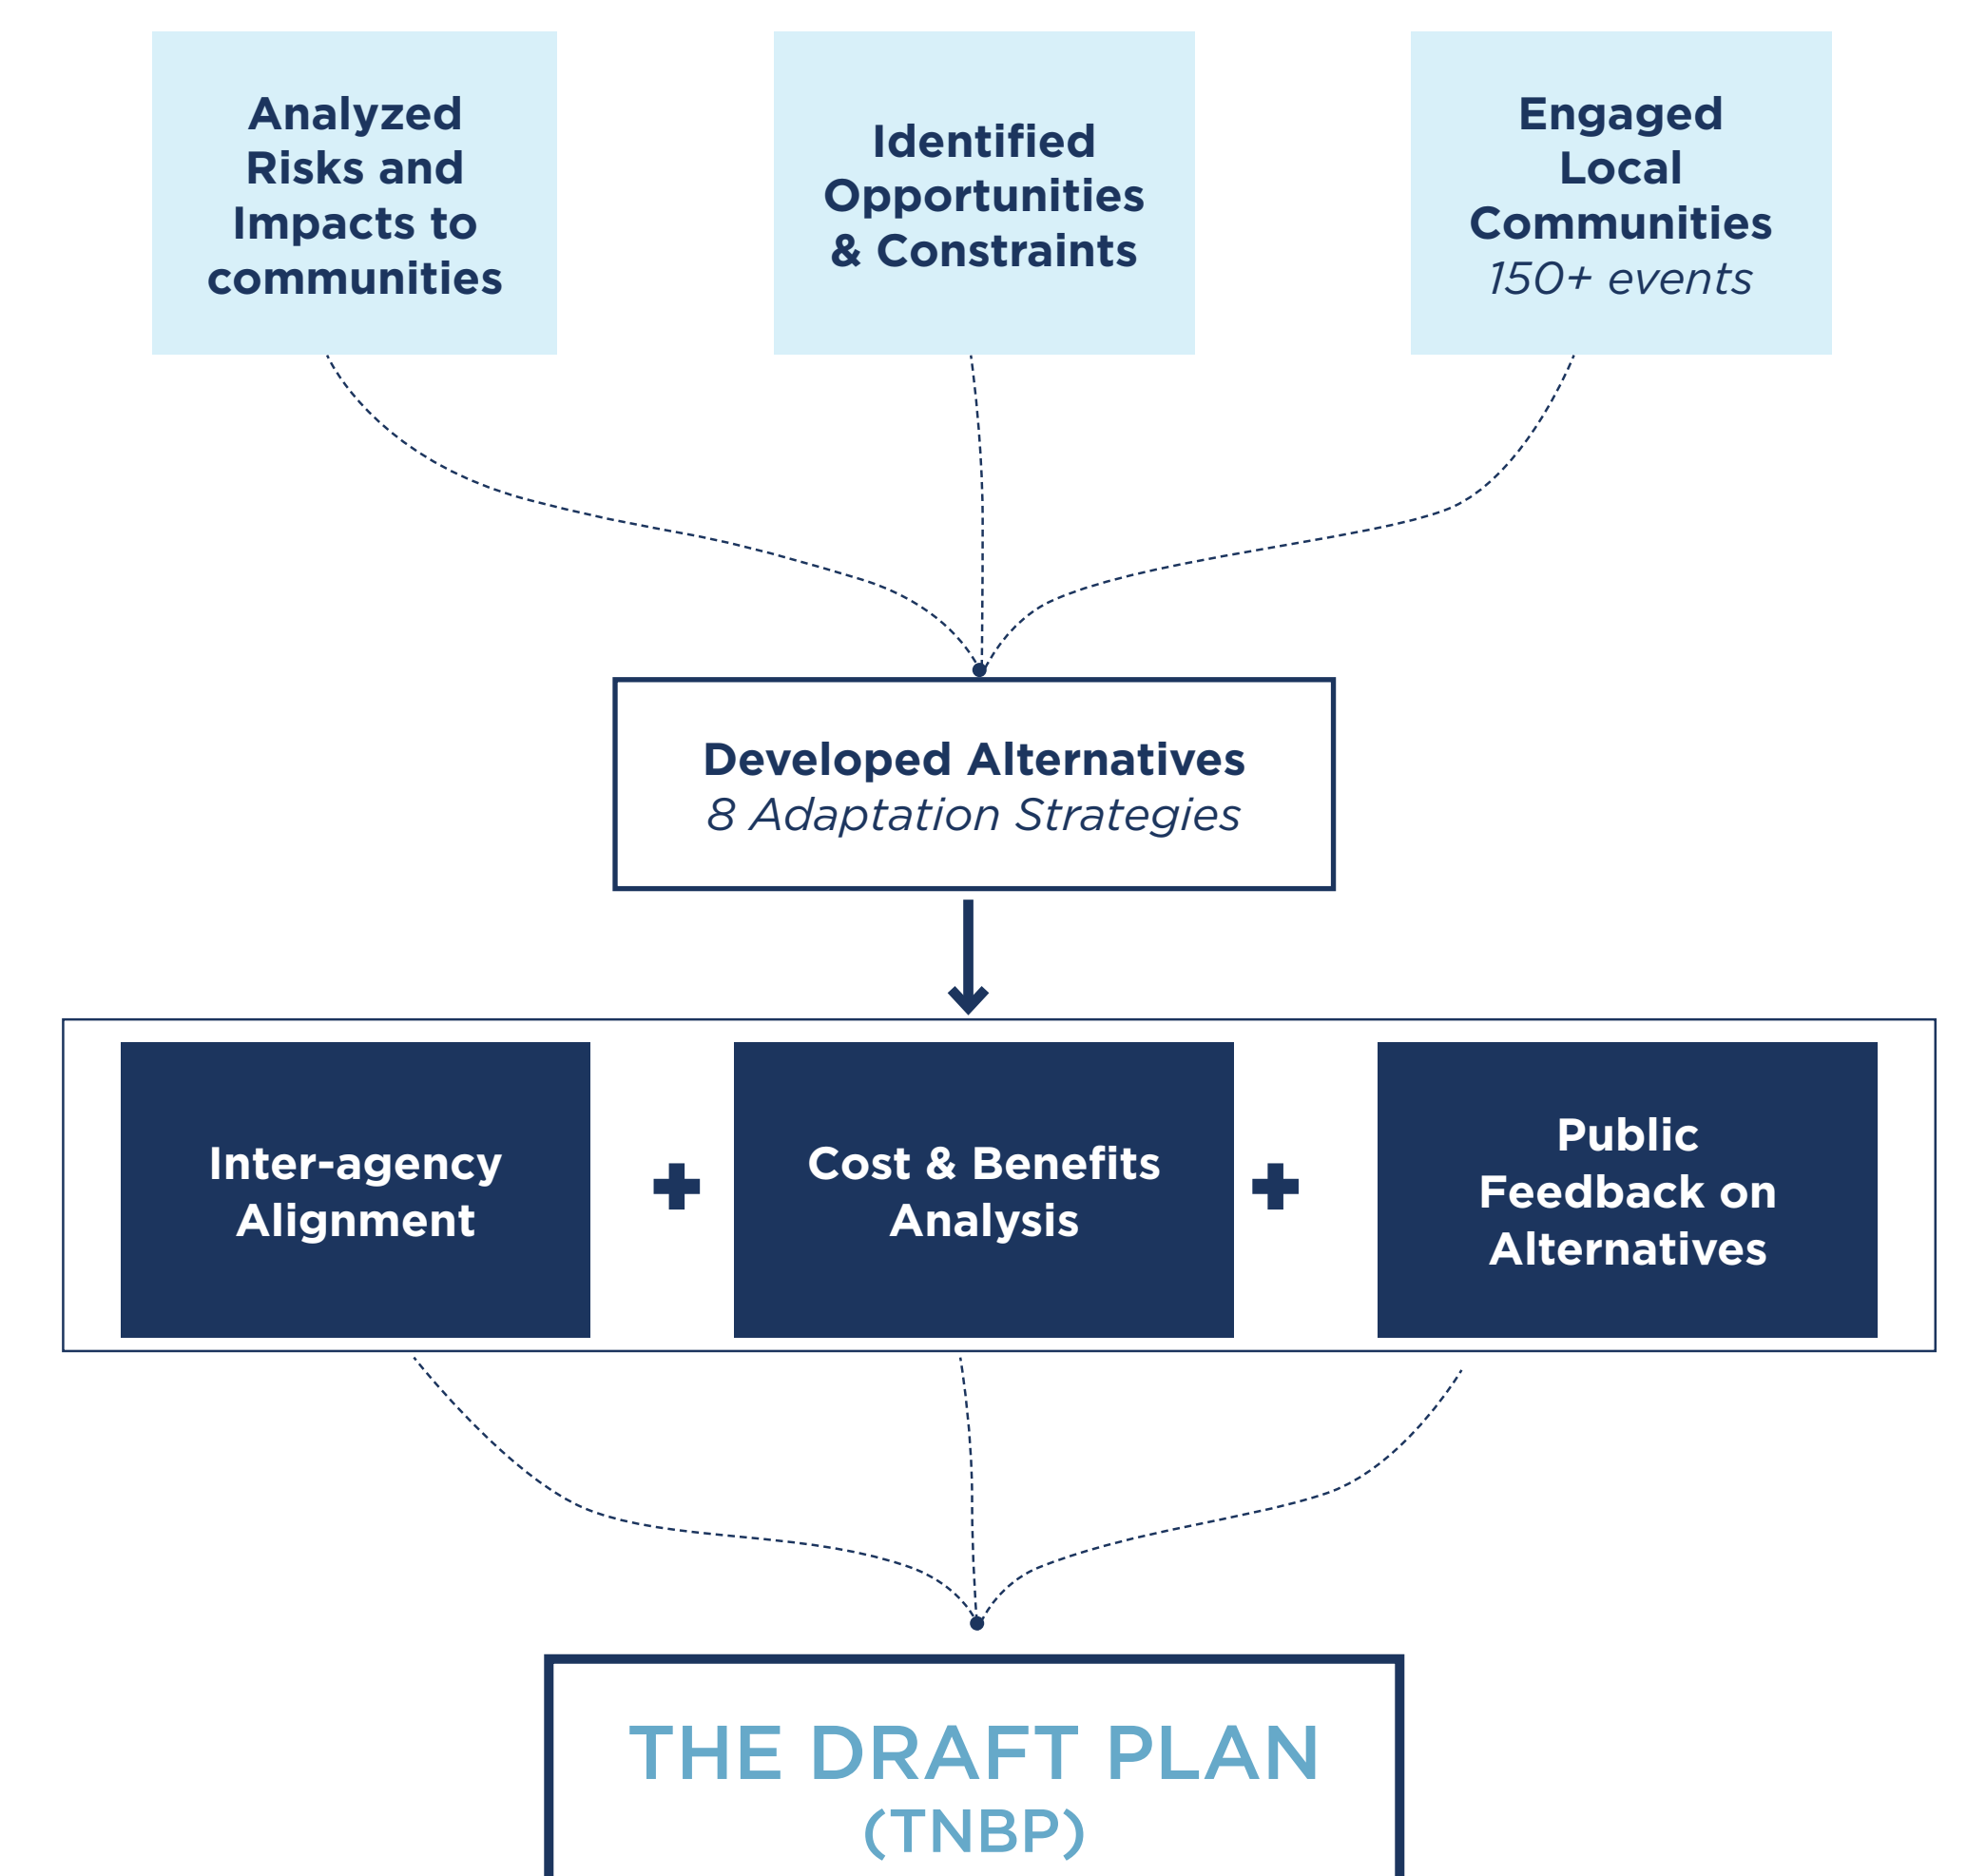 Analyzed
Risks and
Impacts to
communities
Identified
Opportunities
& Constraints
Engaged
Local
Communities
150+ events
Developed Alternatives
8 Adaptation Strategies
Inter-agency
Alignment
+
Cost & Benefits
Analysis
+
Public
Feedback on
Alternatives
THE DRAFT PLAN
(TNBP)